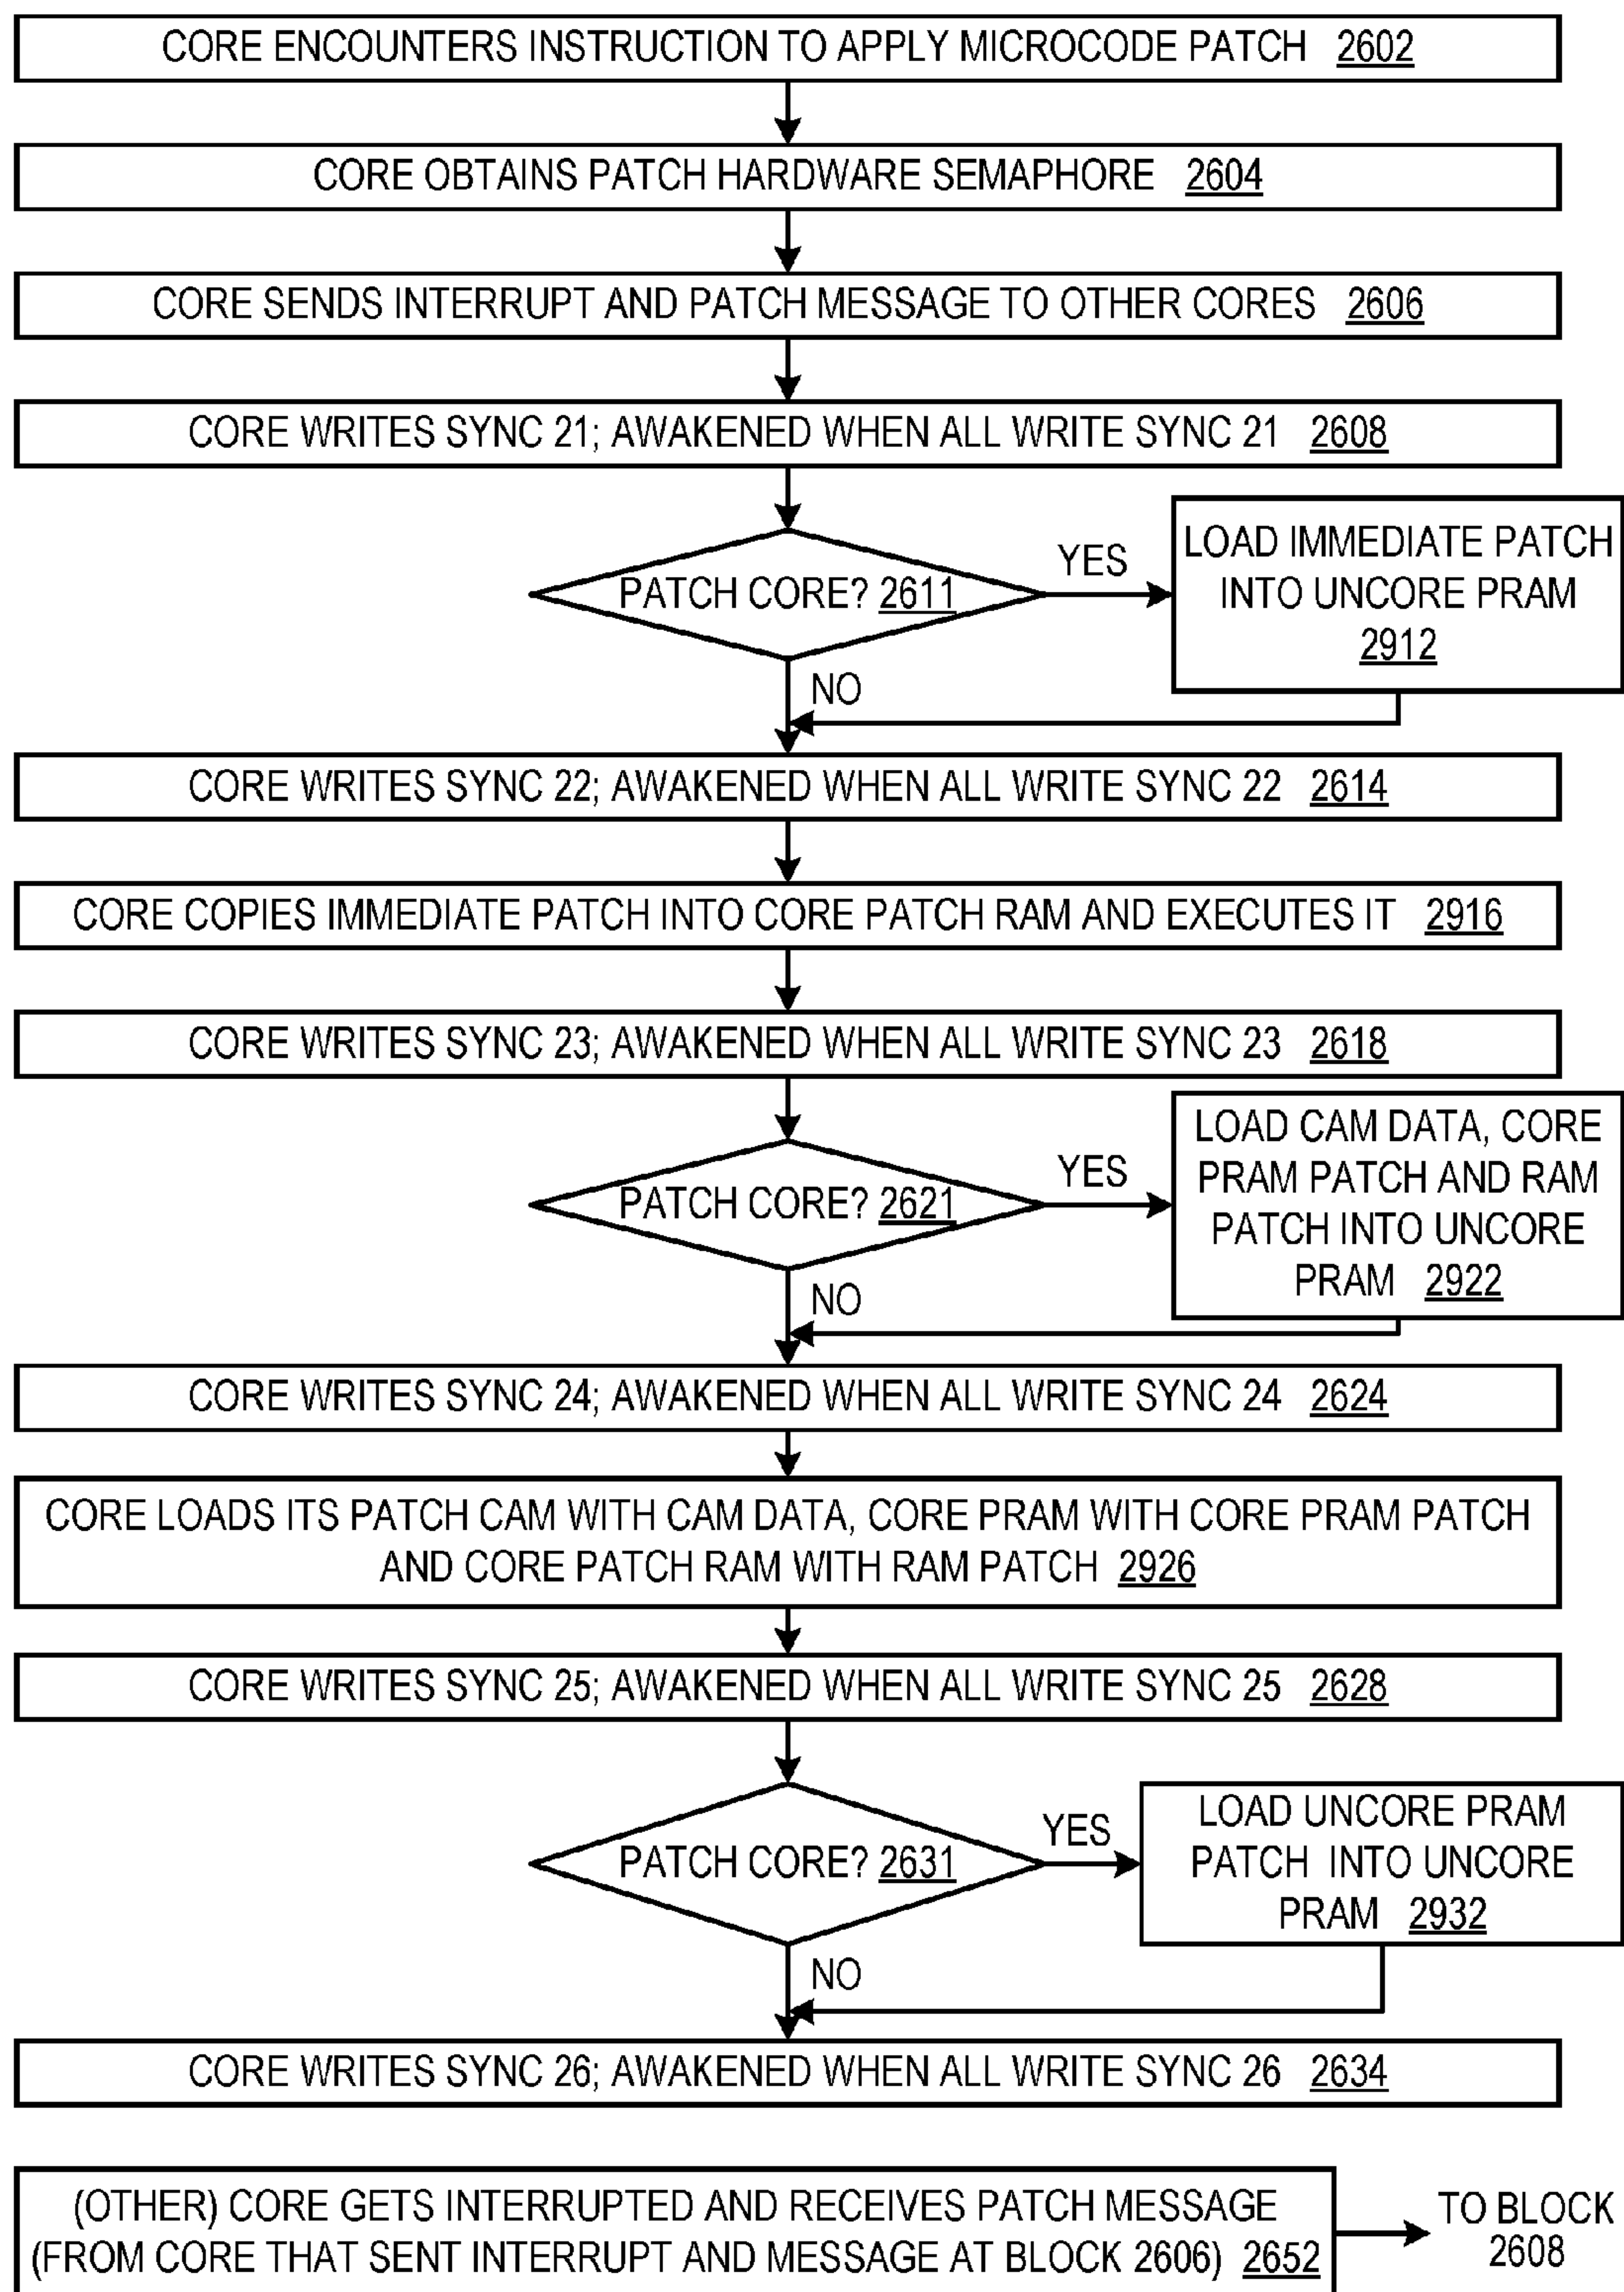 CORE ENCOUNTERS INSTRUCTION TO APPLY MICROCODE PATCH 2602
CORE OBTAINS PATCH HARDWARE SEMAPHORE 2604
CORE SENDS INTERRUPT AND PATCH MESSAGE TO OTHER CORES 2606
CORE WRITES SYNC 21; AWAKENED WHEN ALL WRITE SYNC 21 2608
PATCH CORE? 2611
YES
LOAD IMMEDIATE PATCH
INTO UNCORE PRAM
2912
NO
CORE WRITES SYNC 22; AWAKENED WHEN ALL WRITE SYNC 22 2614
CORE COPIES IMMEDIATE PATCH INTO CORE PATCH RAM AND EXECUTES IT 2916
CORE WRITES SYNC 23; AWAKENED WHEN ALL WRITE SYNC 23 2618
PATCH CORE? 2621
YES
LOAD CAM DATA, CORE
PRAM PATCH AND RAM
PATCH INTO UNCORE
PRAM 2922
NO
CORE WRITES SYNC 24; AWAKENED WHEN ALL WRITE SYNC 24 2624
CORE LOADS ITS PATCH CAM WITH CAM DATA, CORE PRAM WITH CORE PRAM PATCH
AND CORE PATCH RAM WITH RAM PATCH 2926
CORE WRITES SYNC 25; AWAKENED WHEN ALL WRITE SYNC 25 2628
PATCH CORE? 2631
YES
LOAD UNCORE PRAM
PATCH INTO UNCORE
PRAM 2932
NO
CORE WRITES SYNC 26; AWAKENED WHEN ALL WRITE SYNC 26 2634
(OTHER) CORE GETS INTERRUPTED AND RECEIVES PATCH MESSAGE
(FROM CORE THAT SENT INTERRUPT AND MESSAGE AT BLOCK 2606) 2652
TO BLOCK
2608